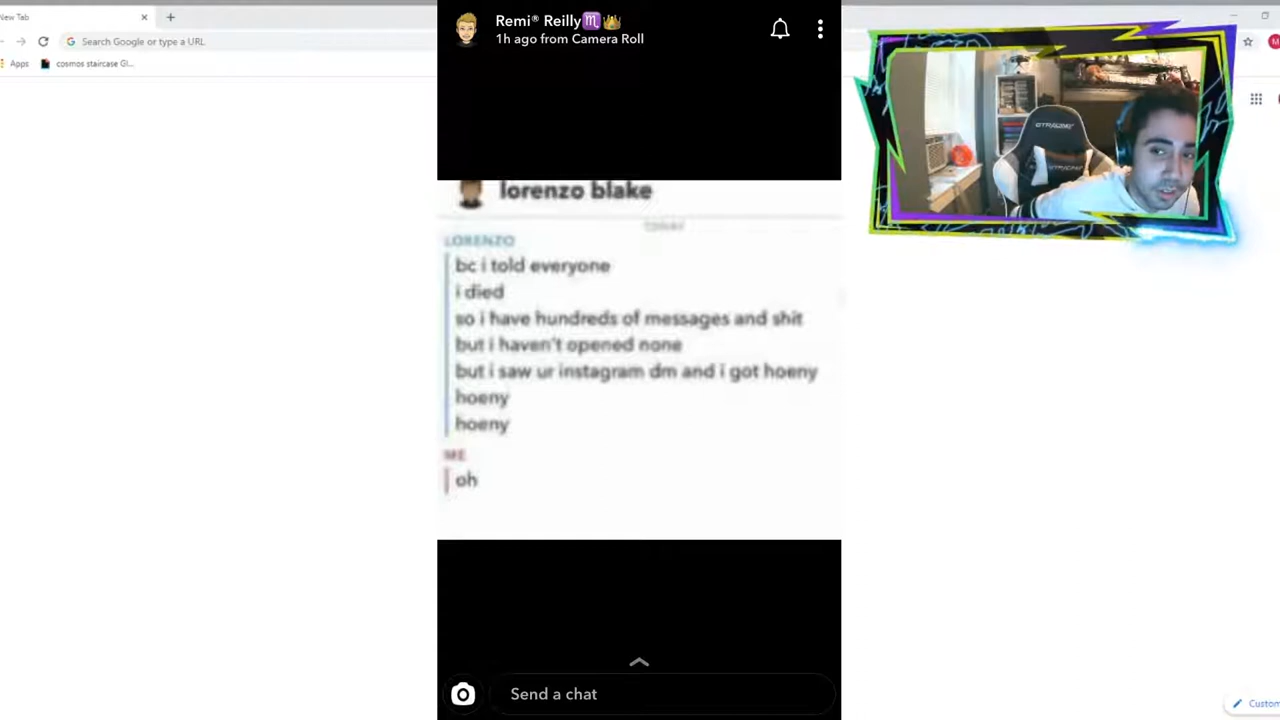 New Tab
Search Google or type a URL
Apps
cosmos staircase Gl...
Remi® Reilly♏👑
1h ago from Camera Roll
lorenzo blake
TODAY
LORENZO
bc i told everyone
i died
so i have hundreds of messages and shit
but i haven't opened none
but i saw ur instagram dm and i got hoeny
hoeny
hoeny
ME
oh
Send a chat
GTRACING
Custom